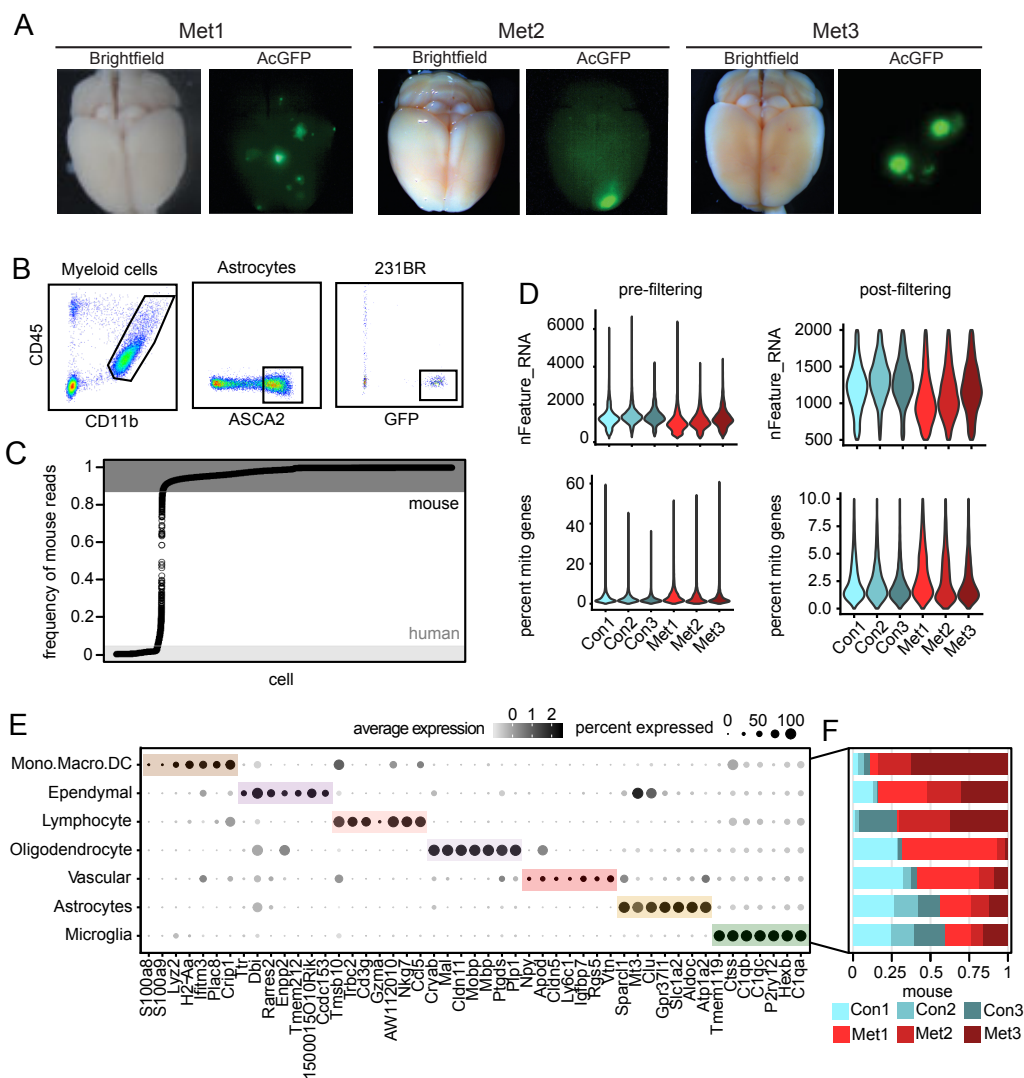 A
Met1
Met2
Met3
Brightfield
AcGFP
Brightfield
AcGFP
Brightfield
AcGFP
B
Myeloid cells
Astrocytes
231BR
CD45
CD11b
ASCA2
GFP
C
frequency of mouse reads
1
0.8
0.6
0.4
0.2
0
mouse
human
cell
D
pre-filtering
post-filtering
nFeature_RNA
6000
4000
2000
0
nFeature_RNA
2000
1500
1000
500
percent mito genes
60
40
20
0
percent mito genes
10.0
7.5
5.0
2.5
0.0
Con1
Con2
Con3
Met1
Met2
Met3
Con1
Con2
Con3
Met1
Met2
Met3
E
average expression
0 1 2
percent expressed
0 50 100
Mono.Macro.DC
Ependymal
Lymphocyte
Oligodendrocyte
Vascular
Astrocytes
Microglia
S100a8
S100a9
Lyz2
H2-Aa
Ifitm3
Plac8
Crip1
Ttr
Dbi
Rarres2
Enpp2
Tmem212
1500015O10Rik
Ccdc153
Tmsb10
Trbc2
Cd3g
Gzma
AW112010
Nkg7
Ccl5
Cryab
Mal
Cldn11
Mobp
Mbp
Ptgds
Plp1
Npy
Apod
Cldn5
Ly6c1
Igfbp7
Rgs5
Vtn
Sparcl1
Mt3
Clu
Gpr37l1
Slc1a2
Aldoc
Atp1a2
Tmem119
Ctss
C1qb
C1qc
P2ry12
Hexb
C1qa
F
0 0.25 0.5 0.75 1
mouse
Con1 Con2 Con3
Met1 Met2 Met3